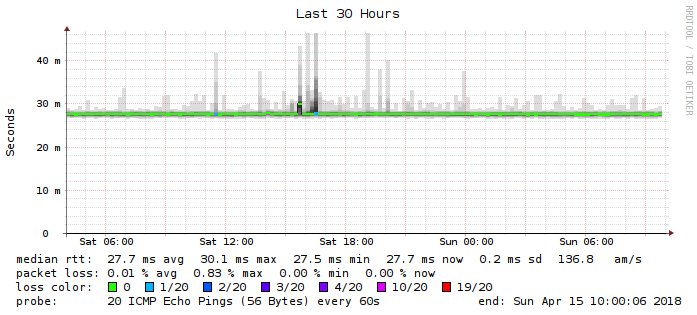 Last 30 Hours
RRDTOOL / TOBI OETIKER
Seconds
40 m
30 m
20 m
10 m
0
Sat 06:00 Sat 12:00 Sat 18:00 Sun 00:00 Sun 06:00
median rtt: 27.7 ms avg 30.1 ms max 27.5 ms min 27.7 ms now 0.2 ms sd 136.8 am/s
packet loss: 0.01 % avg 0.83 % max 0.00 % min 0.00 % now
loss color: 0 1/20 2/20 3/20 4/20 10/20 19/20
probe: 20 ICMP Echo Pings (56 Bytes) every 60s end: Sun Apr 15 10:00:06 2018